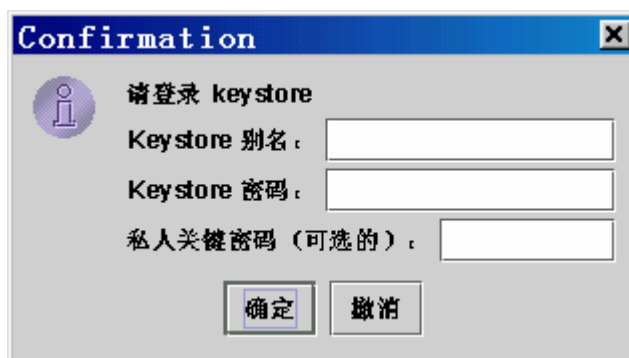 Confirmation
请登录 keystore
Keystore 别名：
Keystore 密码：
私人关键密码（可选的）：
确定 撤消